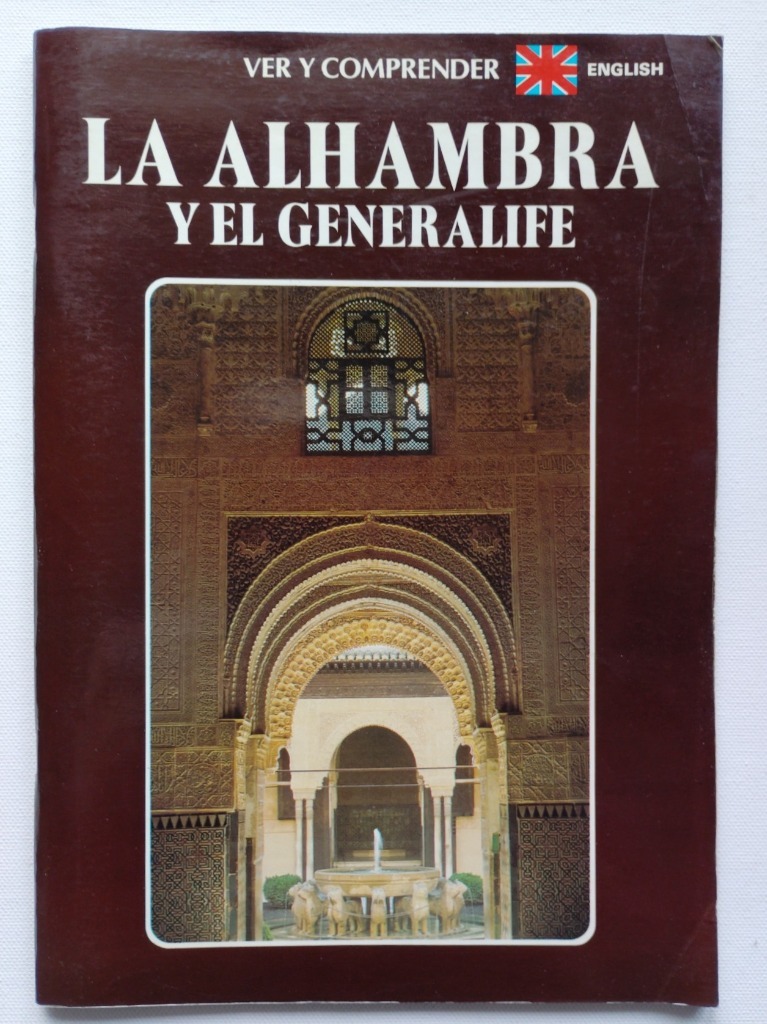 VER Y COMPRENDER ENGLISH
LA ALHAMBRA
Y EL GENERALIFE